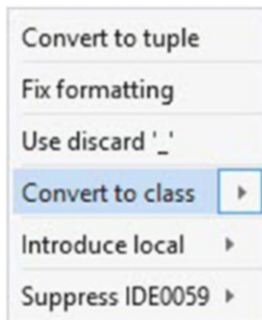 Convert to tuple
Fix formatting
Use discard '_'
Convert to class
Introduce local
Suppress IDE0059